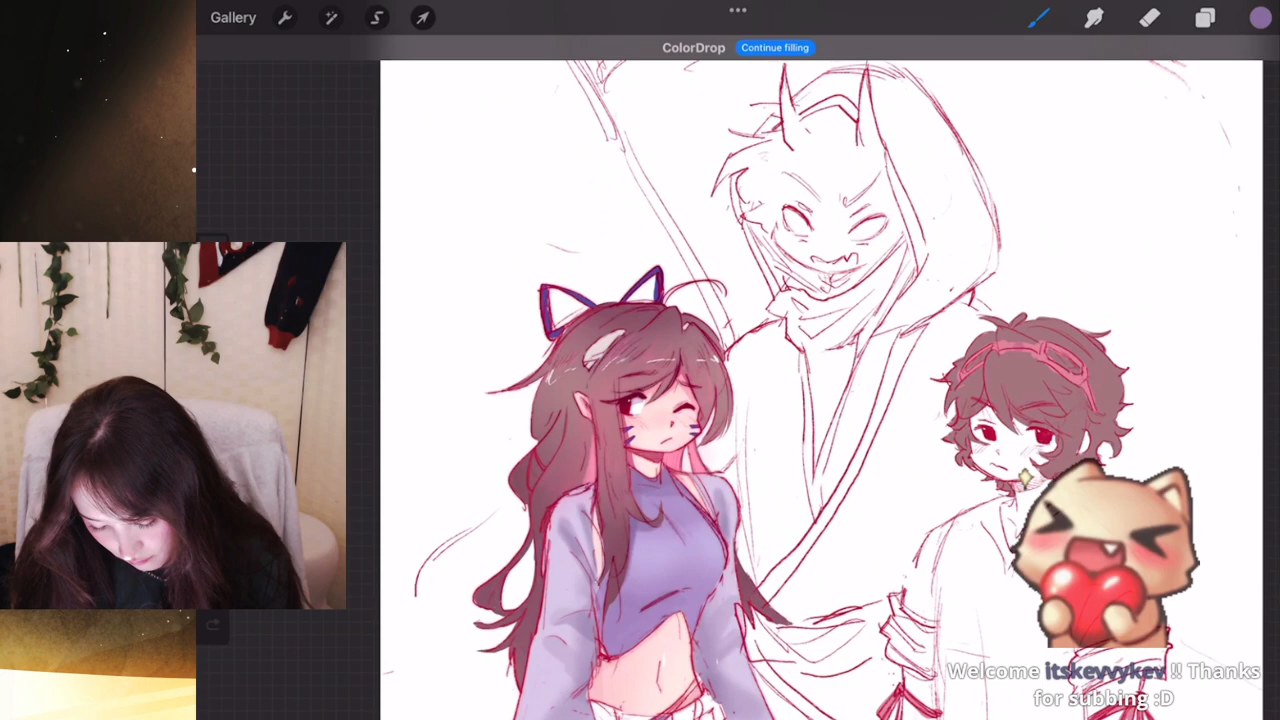 Gallery
ColorDrop Continue filling
Welcome itskevvykev !! Thanks
for subbing :D